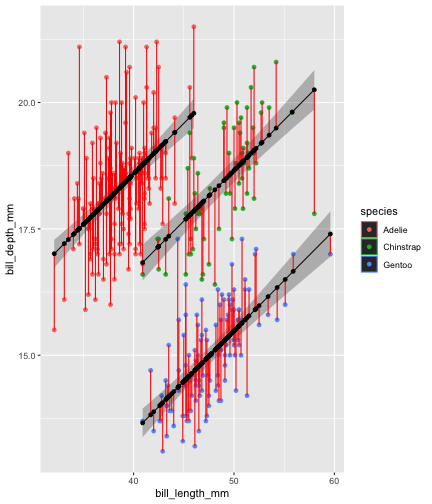 20.0
17.5
15.0
bill_depth_mm
40
50
60
bill_length_mm
species
Adelie
Chinstrap
Gentoo